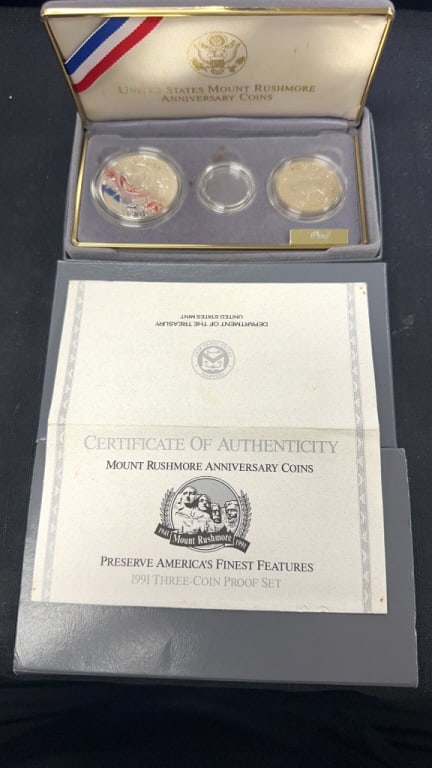 UNITED STATES MOUNT RUSHMORE
ANNIVERSARY COINS
Proof
DEPARTMENT OF THE TREASURY
UNITED STATES MINT
CERTIFICATE OF AUTHENTICITY
MOUNT RUSHMORE ANNIVERSARY COINS
1941 Mount Rushmore 1991
PRESERVE AMERICA'S FINEST FEATURES
1991 THREE-COIN PROOF SET